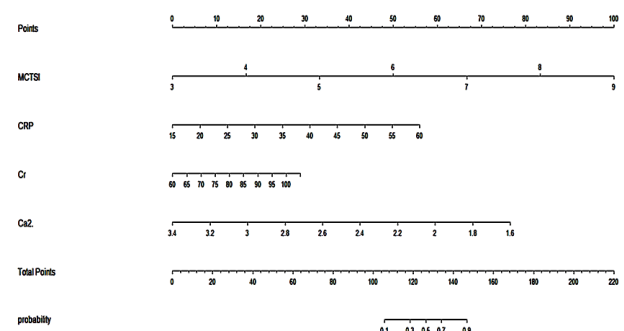 Points 0 10 20 30 40 50 60 70 80 90 100
MCTSI 3 4 5 6 7 8 9
CRP 15 20 25 30 35 40 45 50 55 60
Cr 60 65 70 75 80 85 90 95 100
Ca2. 3.4 3.2 3 2.8 2.6 2.4 2.2 2 1.8 1.6
Total Points 0 20 40 60 80 100 120 140 160 180 200 220
probability 0.1 0.3 0.5 0.7 0.9